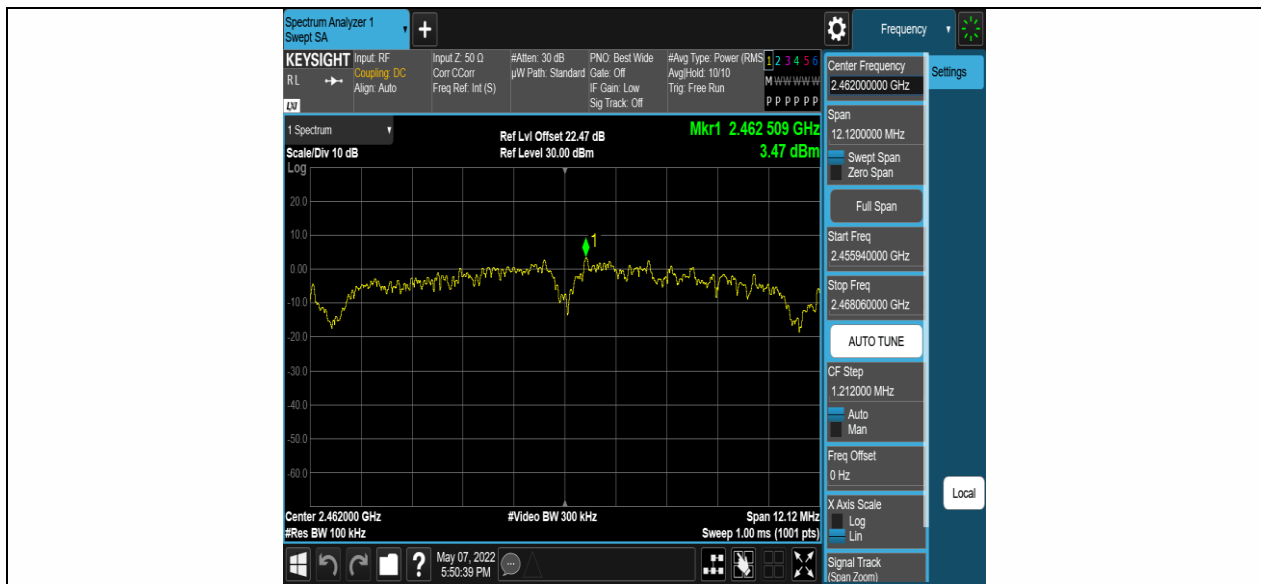 Spectrum Analyzer 1
Swept SA
Frequency
KEYSIGHT
RL
LXI
Input: RF
Coupling: DC
Align: Auto
Input Z: 50 Ω
Corr CCorr
Freq Ref: Int (S)
#Atten: 30 dB
µW Path: Standard
PNO: Best Wide
Gate: Off
IF Gain: Low
Sig Track: Off
#Avg Type: Power (RMS
Avg|Hold: 10/10
Trig: Free Run
1 2 3 4 5 6
M W W W W W
P P P P P P
1 Spectrum
Scale/Div 10 dB
Log
Ref Lvl Offset 22.47 dB
Ref Level 30.00 dBm
Mkr1 2.462 509 GHz
3.47 dBm
20.0
10.0
0.00
-10.0
-20.0
-30.0
-40.0
-50.0
-60.0
1
Center 2.462000 GHz
#Res BW 100 kHz
#Video BW 300 kHz
Span 12.12 MHz
Sweep 1.00 ms (1001 pts)
Center Frequency
2.462000000 GHz
Settings
Span
12.1200000 MHz
Swept Span
Zero Span
Full Span
Start Freq
2.455940000 GHz
Stop Freq
2.468060000 GHz
AUTO TUNE
CF Step
1.212000 MHz
Auto
Man
Freq Offset
0 Hz
X Axis Scale
Log
Lin
Local
Signal Track
(Span Zoom)
May 07, 2022
5:50:39 PM